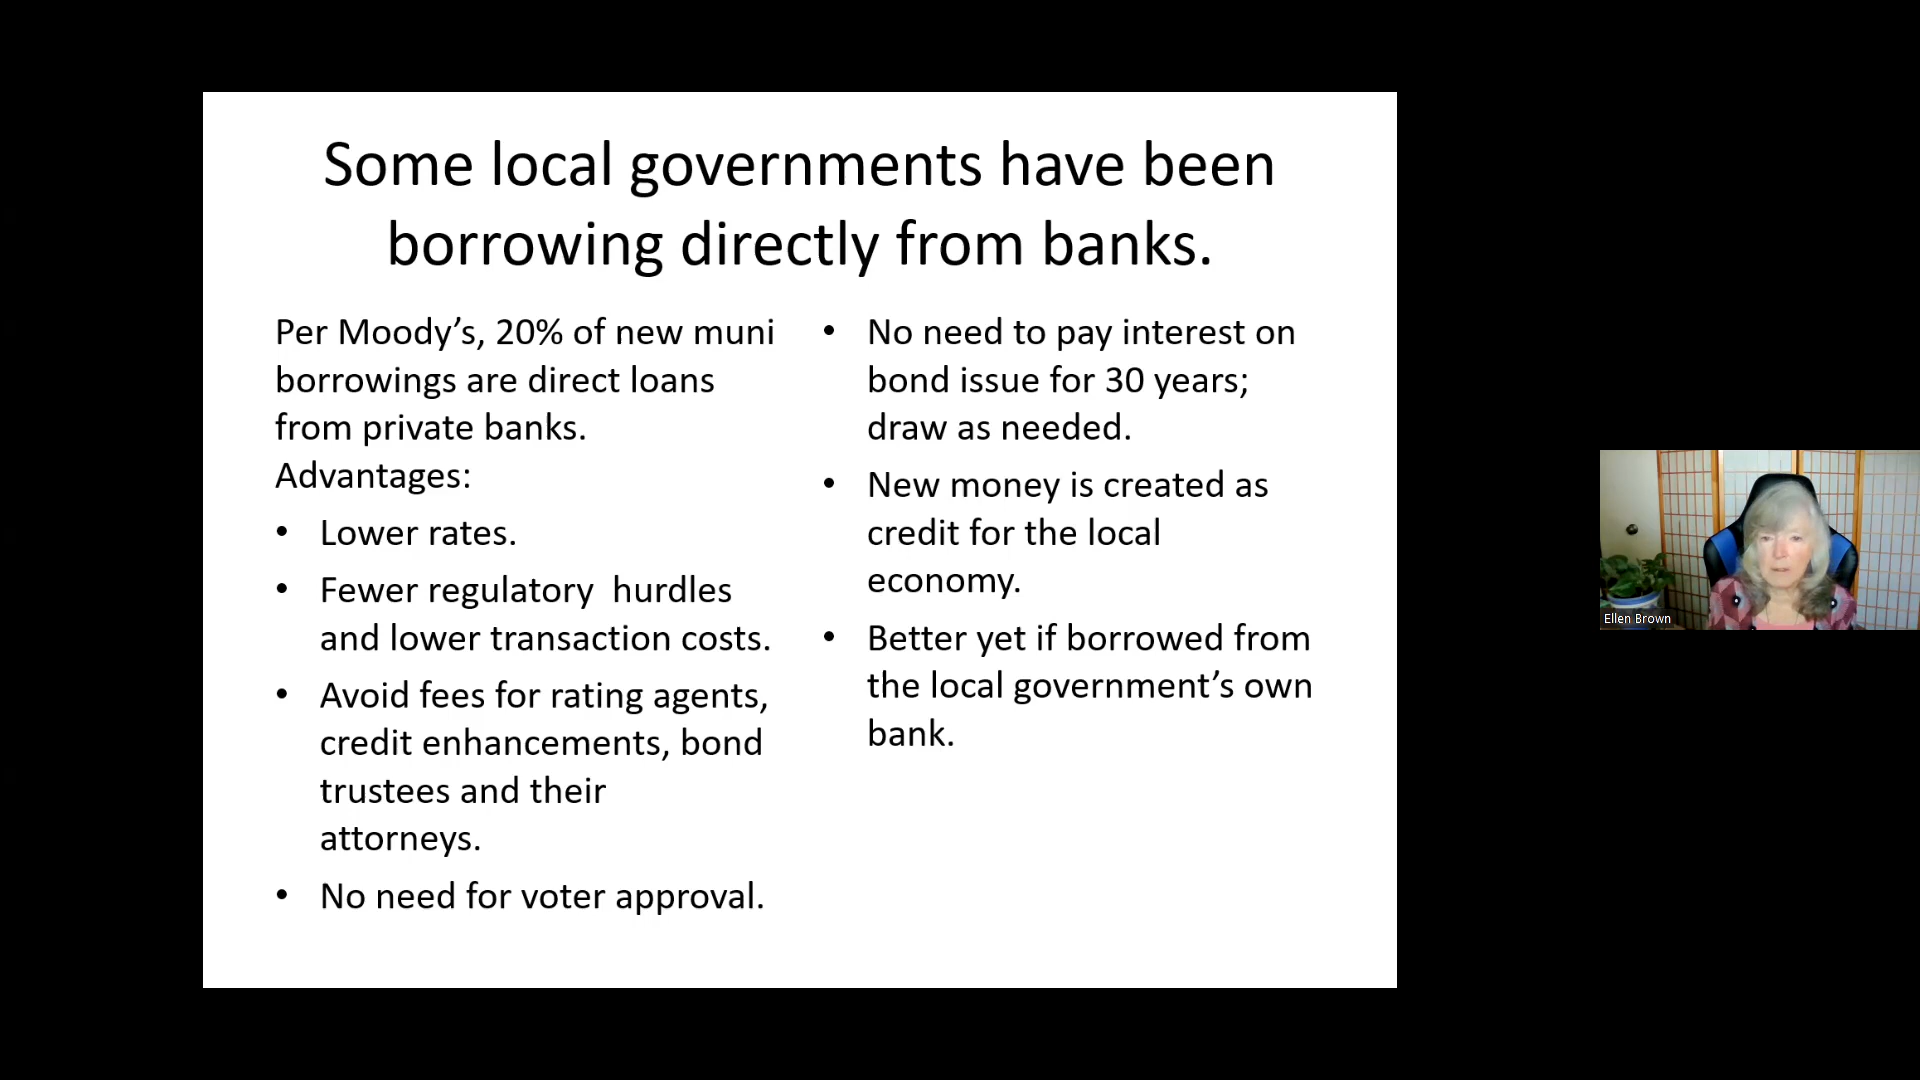 Some local governments have been
borrowing directly from banks.
Per Moody’s, 20% of new muni
borrowings are direct loans
from private banks.
Advantages:
• Lower rates.
• Fewer regulatory  hurdles
and lower transaction costs.
• Avoid fees for rating agents,
credit enhancements, bond
trustees and their
attorneys.
• No need for voter approval.
• No need to pay interest on
bond issue for 30 years;
draw as needed.
• New money is created as
credit for the local
economy.
• Better yet if borrowed from
the local government’s own
bank.
Ellen Brown